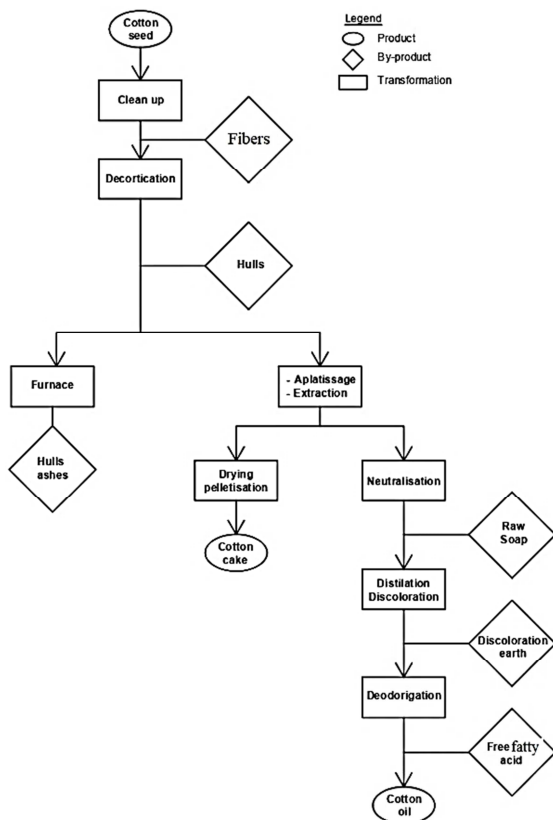 Cotton
seed
Legend
Product
By-product
Transformation
Clean up
Fibers
Decortication
Hulls
Furnace
- Aplatissage
- Extraction
Hulls
ashes
Drying
pelletisation
Neutralisation
Cotton
cake
Raw
Soap
Distilation
Discoloration
Discoloration
earth
Deodorigation
Free fatty
acid
Cotton
oil